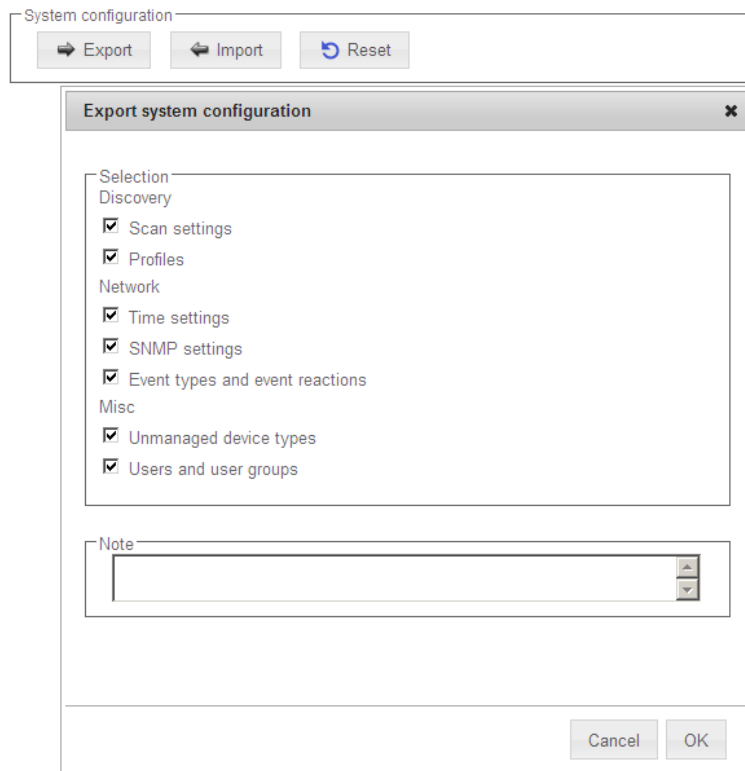 System configuration
Export Import Reset
Export system configuration
Selection
Discovery
Scan settings
Profiles
Network
Time settings
SNMP settings
Event types and event reactions
Misc
Unmanaged device types
Users and user groups
Note
Cancel OK